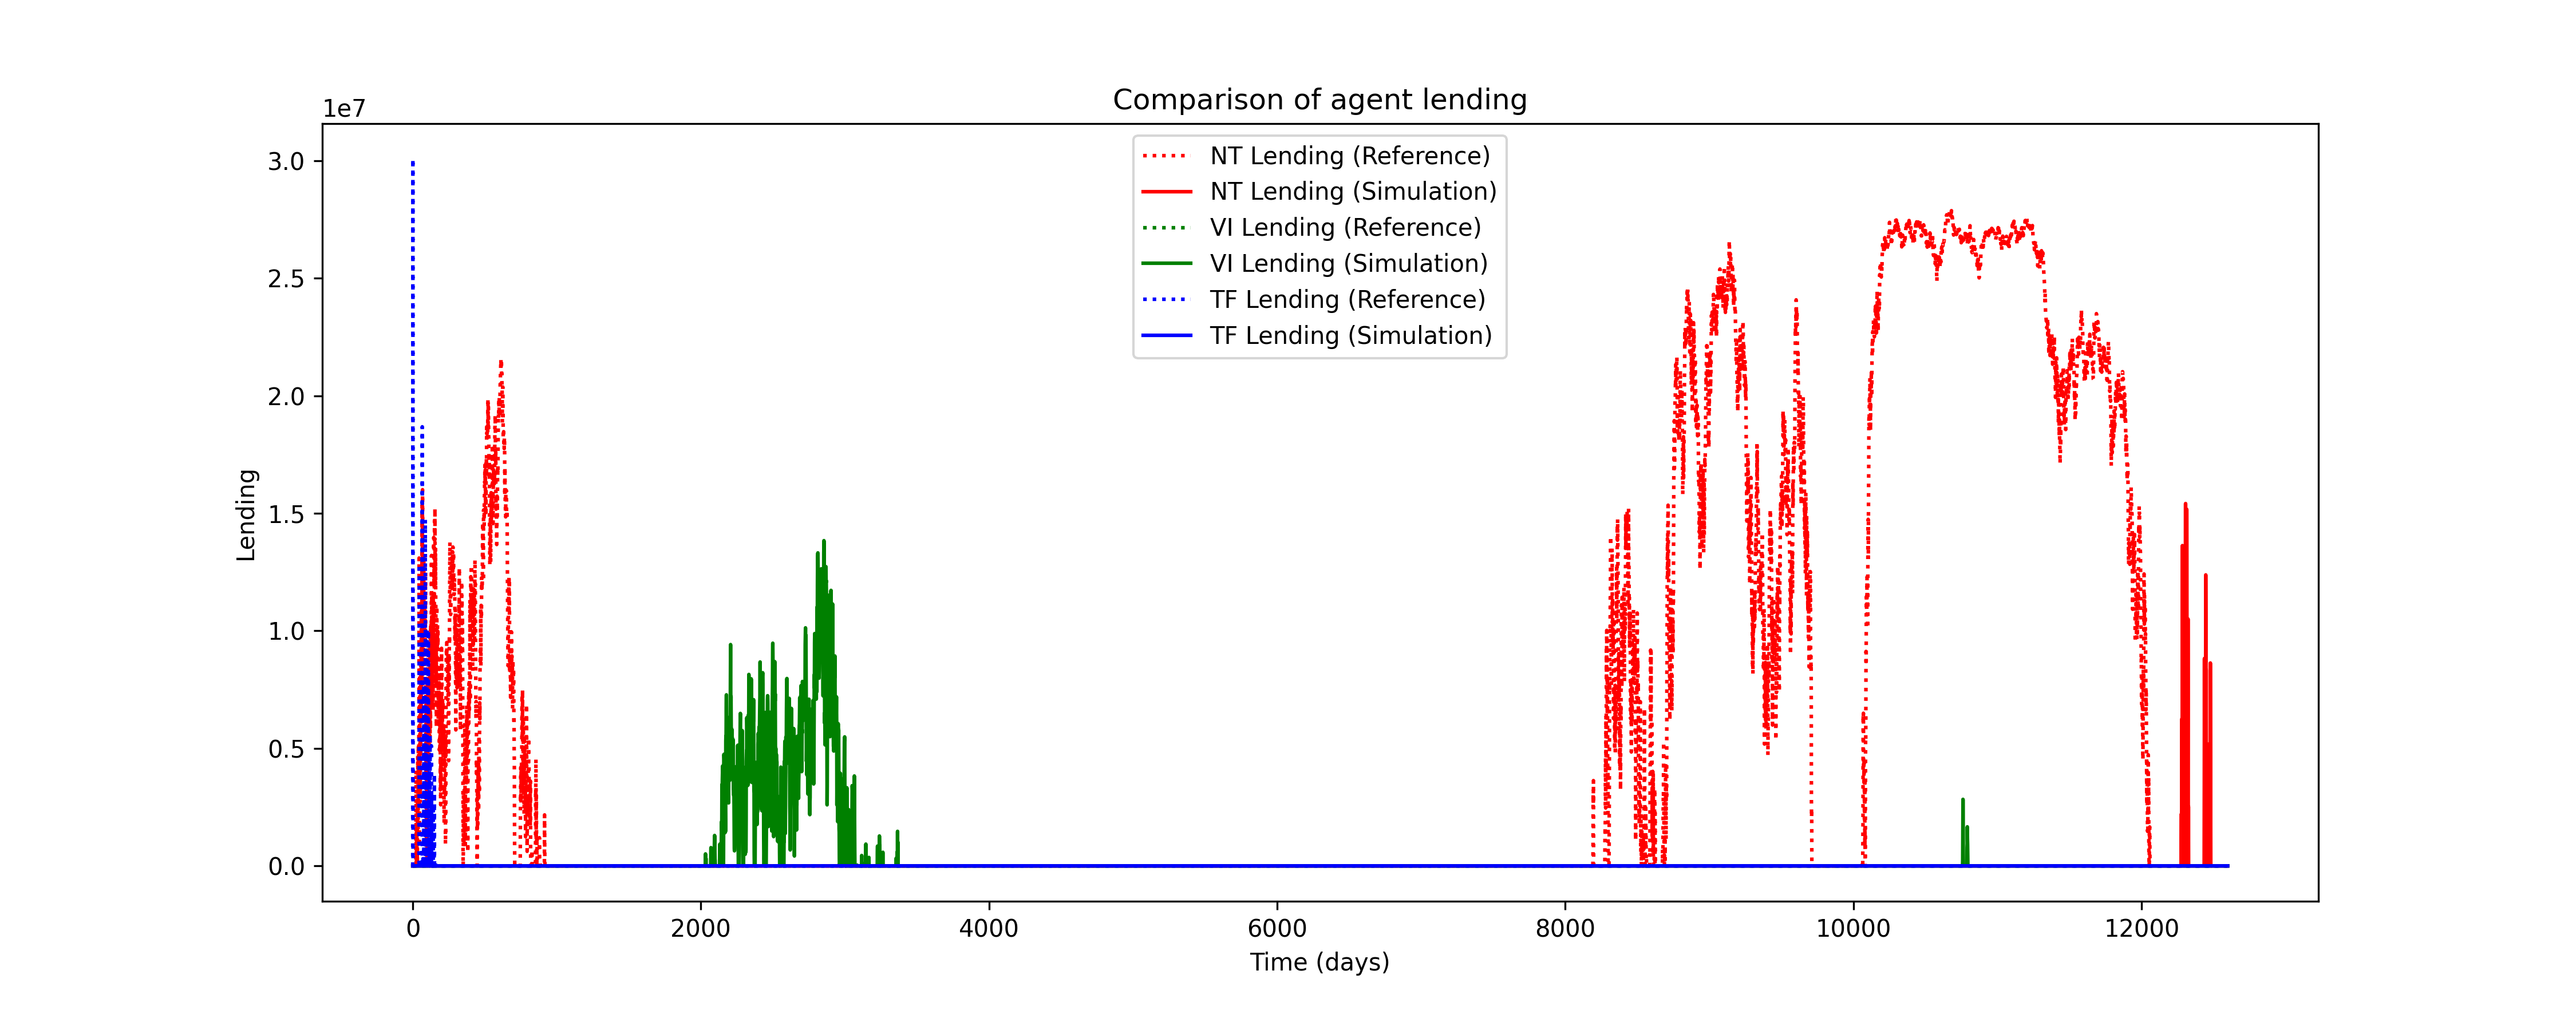 Comparison of agent lending
1e7
3.0
2.5
2.0
1.5
1.0
0.5
0.0
Lending
NT Lending (Reference)
NT Lending (Simulation)
VI Lending (Reference)
VI Lending (Simulation)
TF Lending (Reference)
TF Lending (Simulation)
0 2000 4000 6000 8000 10000 12000
Time (days)